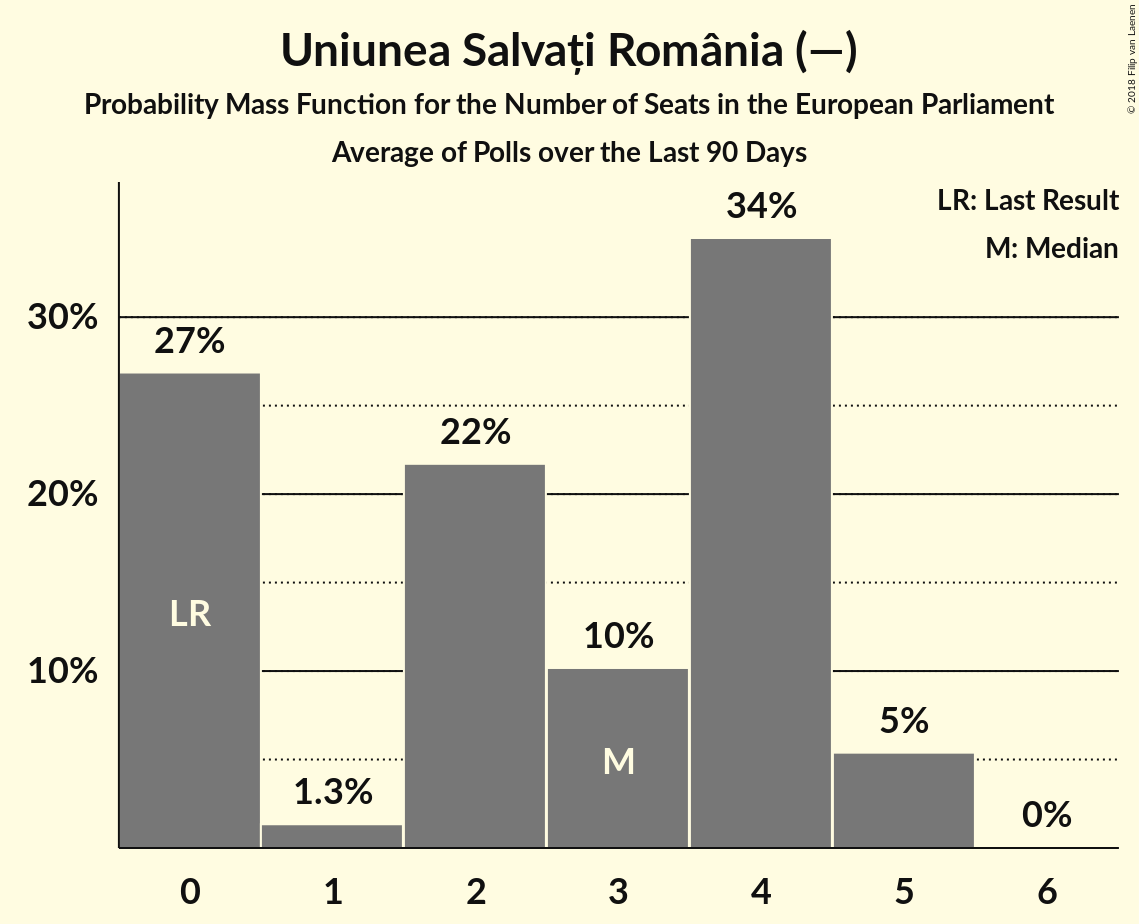 Uniunea Salvați România (—)
Probability Mass Function for the Number of Seats in the European Parliament
Average of Polls over the Last 90 Days
© 2018 Filip van Laenen
LR: Last Result
M: Median
34%
30%
27%
22%
20%
LR
10%
10%
M
5%
1.3%
0%
0 1 2 3 4 5 6